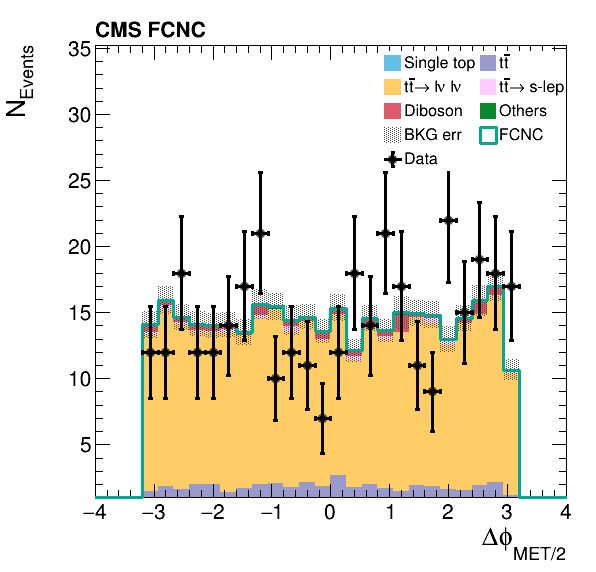 CMS FCNC
N_Events
35
30
25
20
15
10
5
Single top
tt̄
tt̄→ lν lν
tt̄→ s-lep
Diboson
Others
BKG err
FCNC
Data
−4 −3 −2 −1 0 1 2 3 4
Δϕ_MET/2